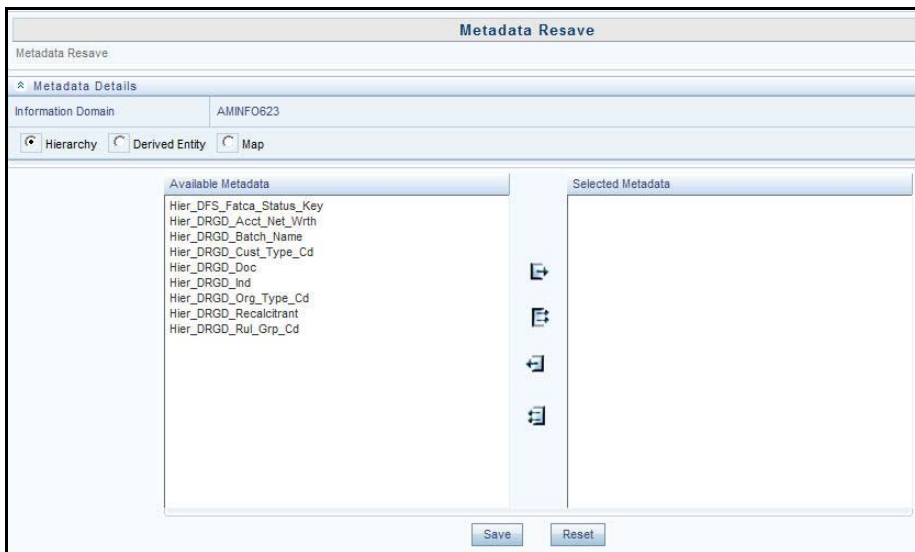 Metadata Resave
Metadata Resave
Metadata Details
Information Domain AMINFO623
Hierarchy Derived Entity Map
Available Metadata Selected Metadata
Hier_DFS_Fatca_Status_Key
Hier_DRGD_Acct_Net_Wrth
Hier_DRGD_Batch_Name
Hier_DRGD_Cust_Type_Cd
Hier_DRGD_Doc
Hier_DRGD_Ind
Hier_DRGD_Org_Type_Cd
Hier_DRGD_Recalcitrant
Hier_DRGD_Rul_Grp_Cd
Save Reset